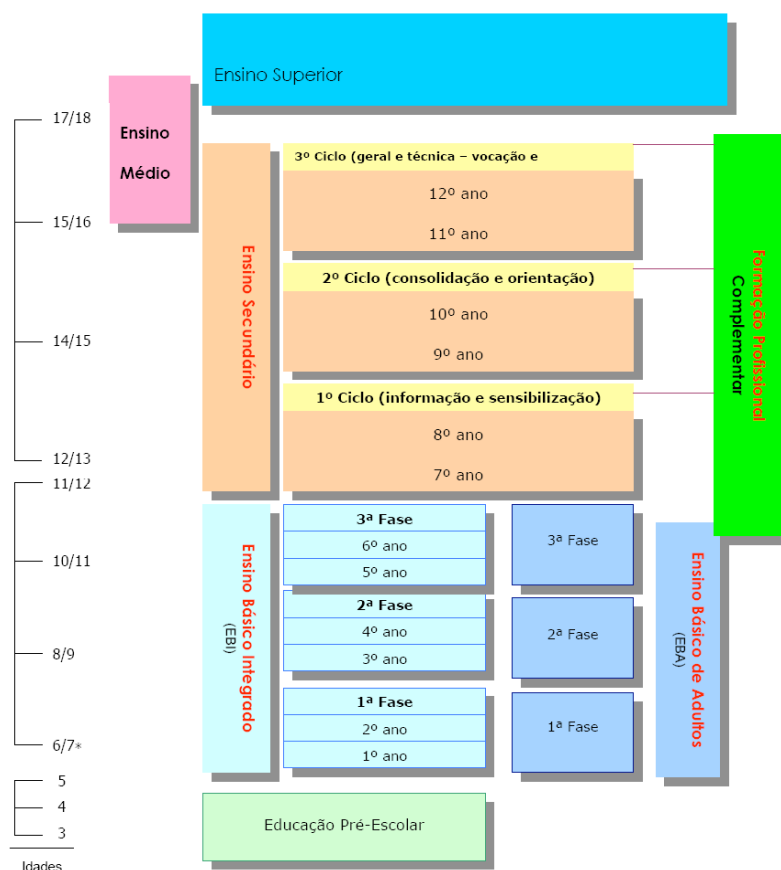 Ensino Superior
Ensino
Médio
17/18
15/16
14/15
12/13
11/12
10/11
8/9
6/7*
5
4
3
Idades
Ensino Secundário
3º Ciclo (geral e técnica – vocação e
12º ano
11º ano
2º Ciclo (consolidação e orientação)
10º ano
9º ano
1º Ciclo (informação e sensibilização)
8º ano
7º ano
Formação Profissional
Complementar
Ensino Básico Integrado
(EBI)
3ª Fase
6º ano
5º ano
2ª Fase
4º ano
3º ano
1ª Fase
2º ano
1º ano
3ª Fase
2ª Fase
1ª Fase
Ensino Básico de Adultos
(EBA)
Educação Pré-Escolar